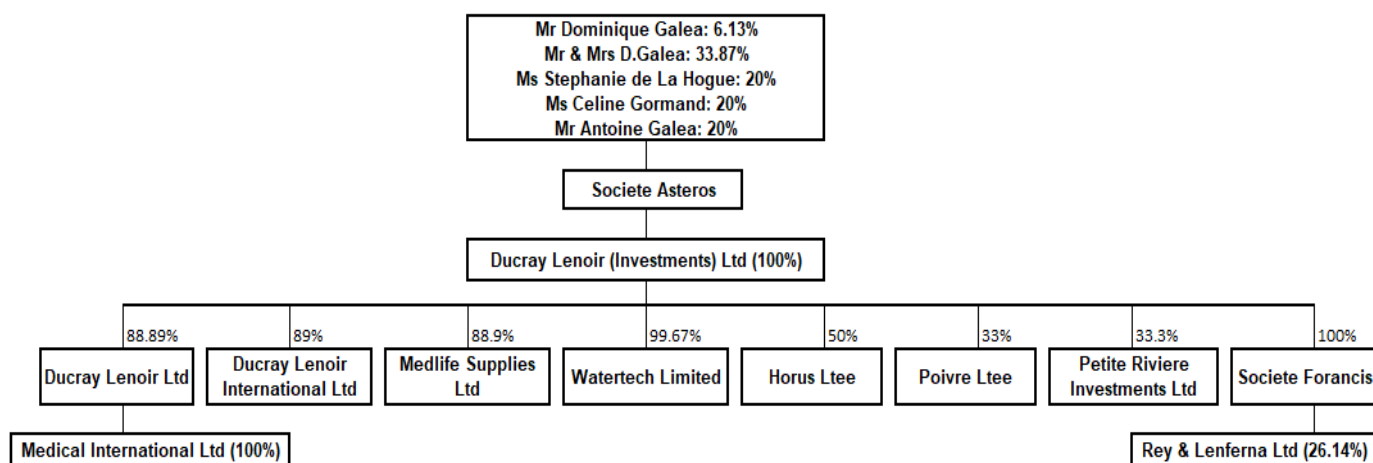 Mr Dominique Galea: 6.13%
Mr & Mrs D.Galea: 33.87%
Ms Stephanie de La Hogue: 20%
Ms Celine Gormand: 20%
Mr Antoine Galea: 20%
Societe Asteros
Ducray Lenoir (Investments) Ltd (100%)
88.89%
89%
88.9%
99.67%
50%
33%
33.3%
100%
Ducray Lenoir Ltd
Ducray Lenoir
International Ltd
Medlife Supplies
Ltd
Watertech Limited
Horus Ltee
Poivre Ltee
Petite Riviere
Investments Ltd
Societe Forancis
Medical International Ltd (100%)
Rey & Lenferna Ltd (26.14%)